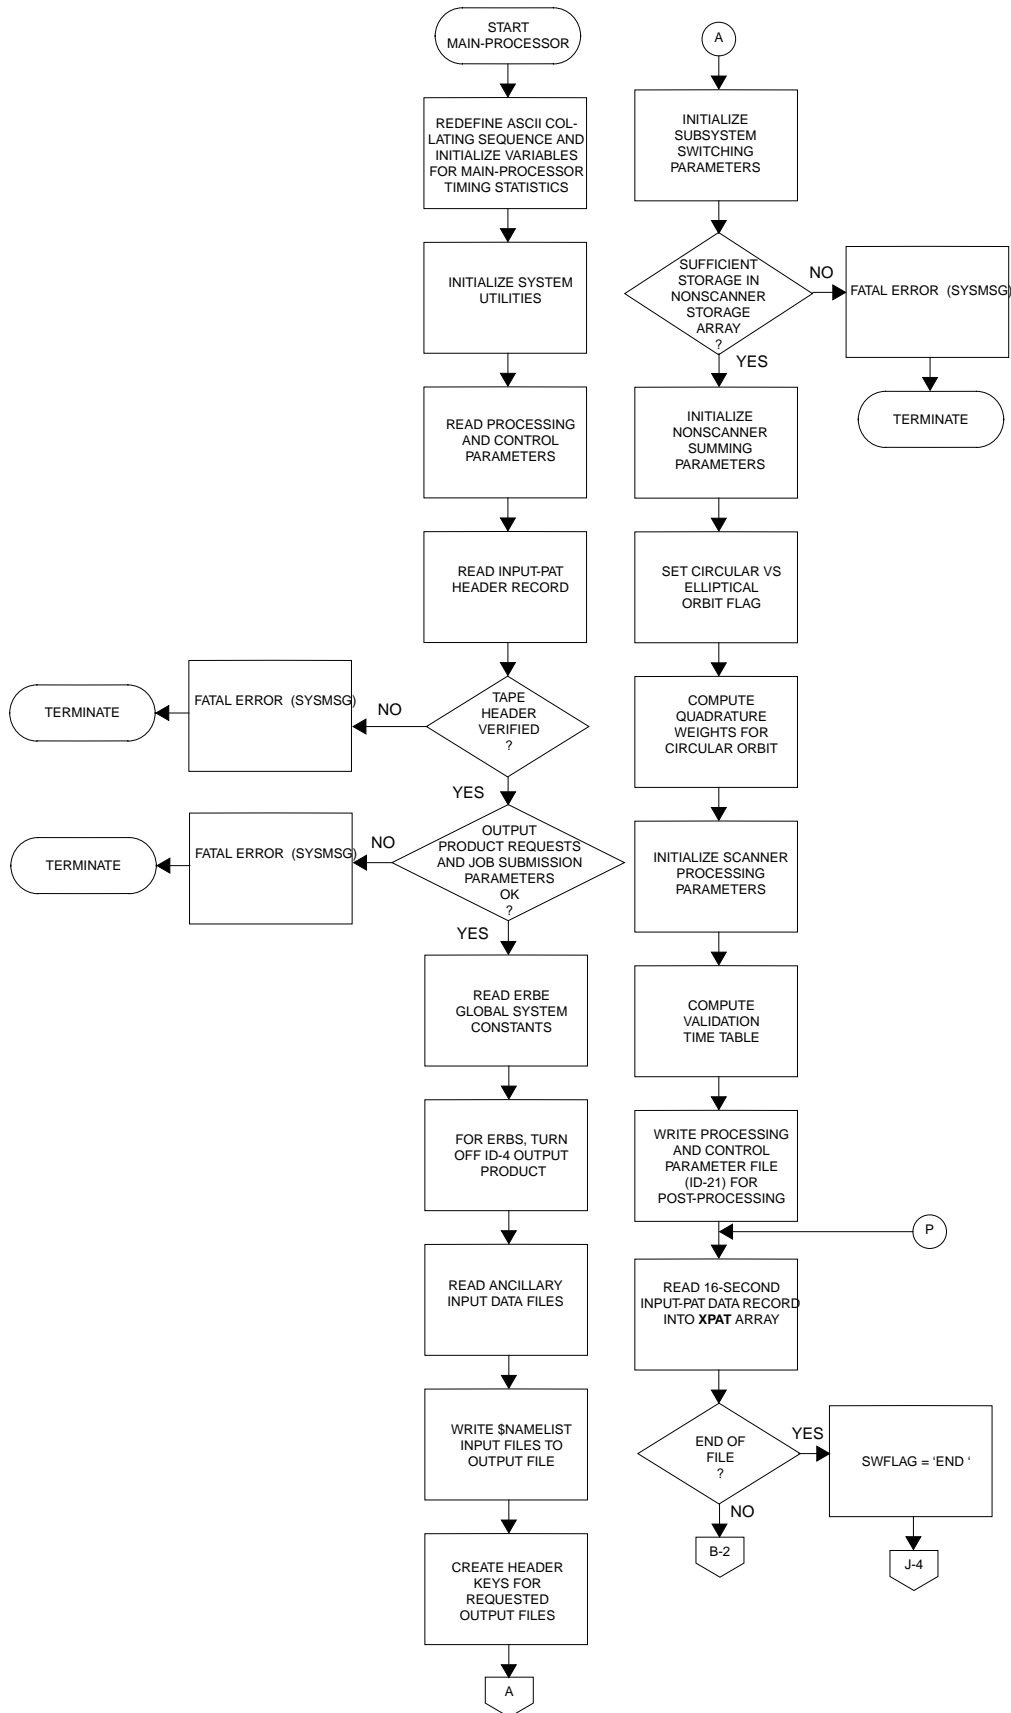 START
MAIN-PROCESSOR
REDEFINE ASCII COL-
LATING SEQUENCE AND
INITIALIZE VARIABLES
FOR MAIN-PROCESSOR
TIMING STATISTICS
INITIALIZE SYSTEM
UTILITIES
READ PROCESSING
AND CONTROL
PARAMETERS
READ INPUT-PAT
HEADER RECORD
TAPE
HEADER
VERIFIED
?
NO
FATAL ERROR (SYSMSG)
TERMINATE
YES
OUTPUT
PRODUCT REQUESTS
AND JOB SUBMISSION
PARAMETERS
OK
?
NO
FATAL ERROR (SYSMSG)
TERMINATE
YES
READ ERBE
GLOBAL SYSTEM
CONSTANTS
FOR ERBS, TURN
OFF ID-4 OUTPUT
PRODUCT
READ ANCILLARY
INPUT DATA FILES
WRITE $NAMELIST
INPUT FILES TO
OUTPUT FILE
CREATE HEADER
KEYS FOR
REQUESTED
OUTPUT FILES
A
A
INITIALIZE
SUBSYSTEM
SWITCHING
PARAMETERS
SUFFICIENT
STORAGE IN
NONSCANNER
STORAGE
ARRAY
?
NO
FATAL ERROR (SYSMSG)
TERMINATE
YES
INITIALIZE
NONSCANNER
SUMMING
PARAMETERS
SET CIRCULAR VS
ELLIPTICAL
ORBIT FLAG
COMPUTE
QUADRATURE
WEIGHTS FOR
CIRCULAR ORBIT
INITIALIZE SCANNER
PROCESSING
PARAMETERS
COMPUTE
VALIDATION
TIME TABLE
WRITE PROCESSING
AND CONTROL
PARAMETER FILE
(ID-21) FOR
POST-PROCESSING
P
READ 16-SECOND
INPUT-PAT DATA RECORD
INTO XPAT ARRAY
END OF
FILE
?
YES
SWFLAG = ‘END ‘
J-4
NO
B-2